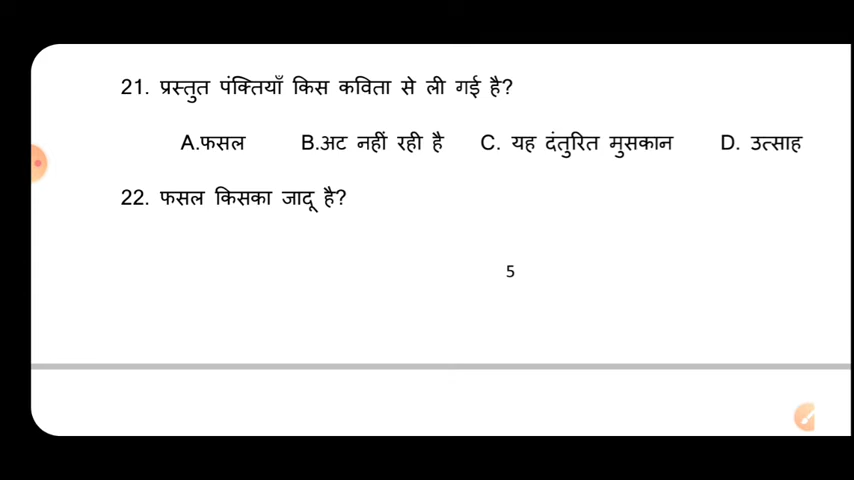 21. प्रस्तुत पंक्तियाँ किस कविता से ली गई है?
A.फसल B.अट नहीं रही है C. यह दंतुरित मुसकान D. उत्साह
22. फसल किसका जादू है?
5